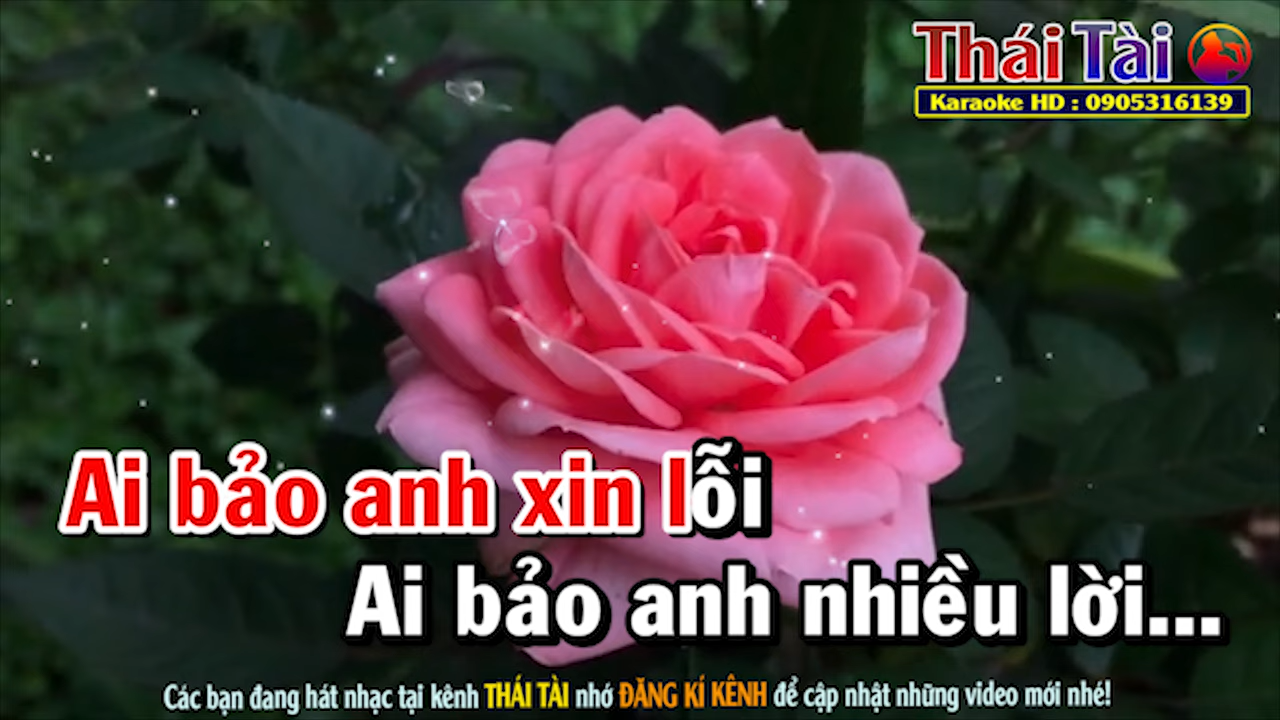 Thái Tài
Karaoke HD : 0905316139
Ai bảo anh xin lỗi
Ai bảo anh nhiều lời...
Các bạn đang hát nhạc tại kênh THÁI TÀI nhớ ĐĂNG KÍ KÊNH để cập nhật những video mới nhé!